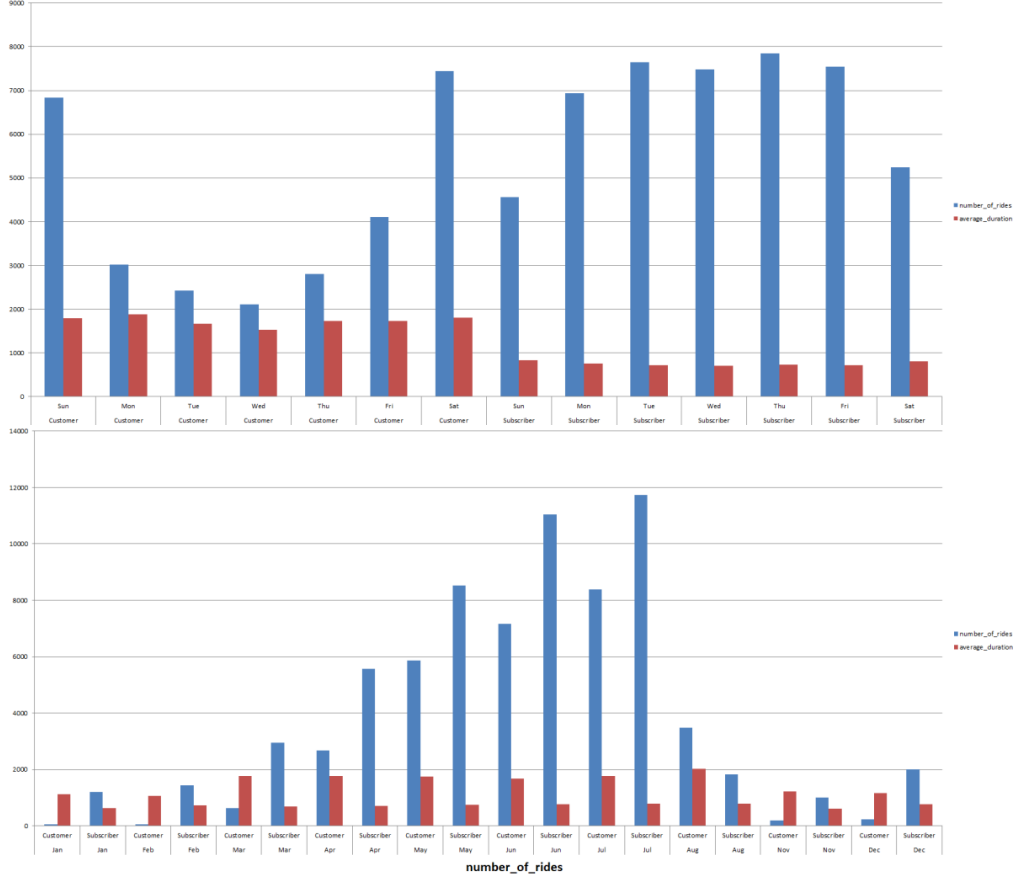 9000
8000
7000
6000
5000
4000
3000
2000
1000
0
number_of_rides
average_duration
Sun Mon Tue Wed Thu Fri Sat Sun Mon Tue Wed Thu Fri Sat
Customer Customer Customer Customer Customer Customer Customer Subscriber Subscriber Subscriber Subscriber Subscriber Subscriber Subscriber
14000
12000
10000
8000
6000
4000
2000
0
number_of_rides
average_duration
Customer Subscriber Customer Subscriber Customer Subscriber Customer Subscriber Customer Subscriber Customer Subscriber Customer Subscriber Customer Subscriber Customer Subscriber Customer Subscriber
Jan Jan Feb Feb Mar Mar Apr Apr May May Jun Jun Jul Jul Aug Aug Nov Nov Dec Dec
number_of_rides